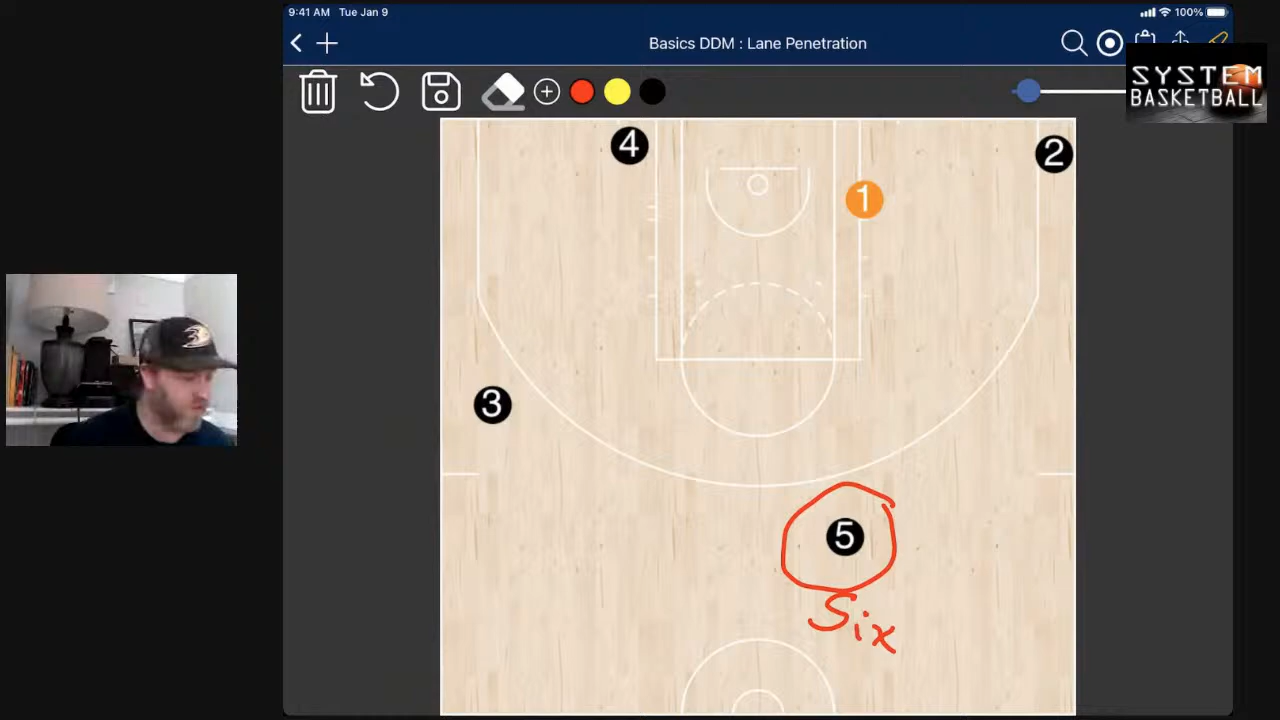 9:41 AM Tue Jan 9
100%
Basics DDM : Lane Penetration
SYSTEM
BASKETBALL
4
2
1
3
5
Six